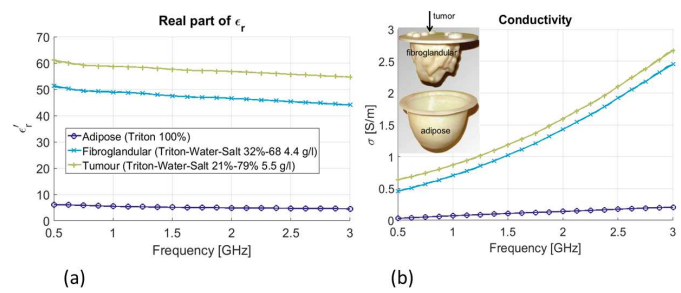 Real part of ϵr
70
60
50
40
30
20
10
0
ϵ′r
Adipose (Triton 100%)
Fibroglandular (Triton-Water-Salt 32%-68 4.4 g/l)
Tumour (Triton-Water-Salt 21%-79% 5.5 g/l)
0.5 1 1.5 2 2.5 3
Frequency [GHz]
(a)
Conductivity
3
2.5
2
1.5
1
0.5
0
σ [S/m]
tumor
fibroglandular
adipose
0.5 1 1.5 2 2.5 3
Frequency [GHz]
(b)